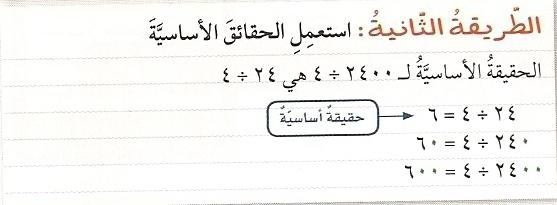 الطّريقةُ الثّانيةُ: استعمِلِ الحقائقَ الأساسيَّةَ
الحقيقةُ الأساسيَّةُ لـ ٢٤٠٠ ÷ ٤ هي ٢٤ ÷ ٤
٢٤ ÷ ٤ = ٦ حقيقةٌ أساسيّةٌ
٢٤٠ ÷ ٤ = ٦٠
٢٤٠٠ ÷ ٤ = ٦٠٠